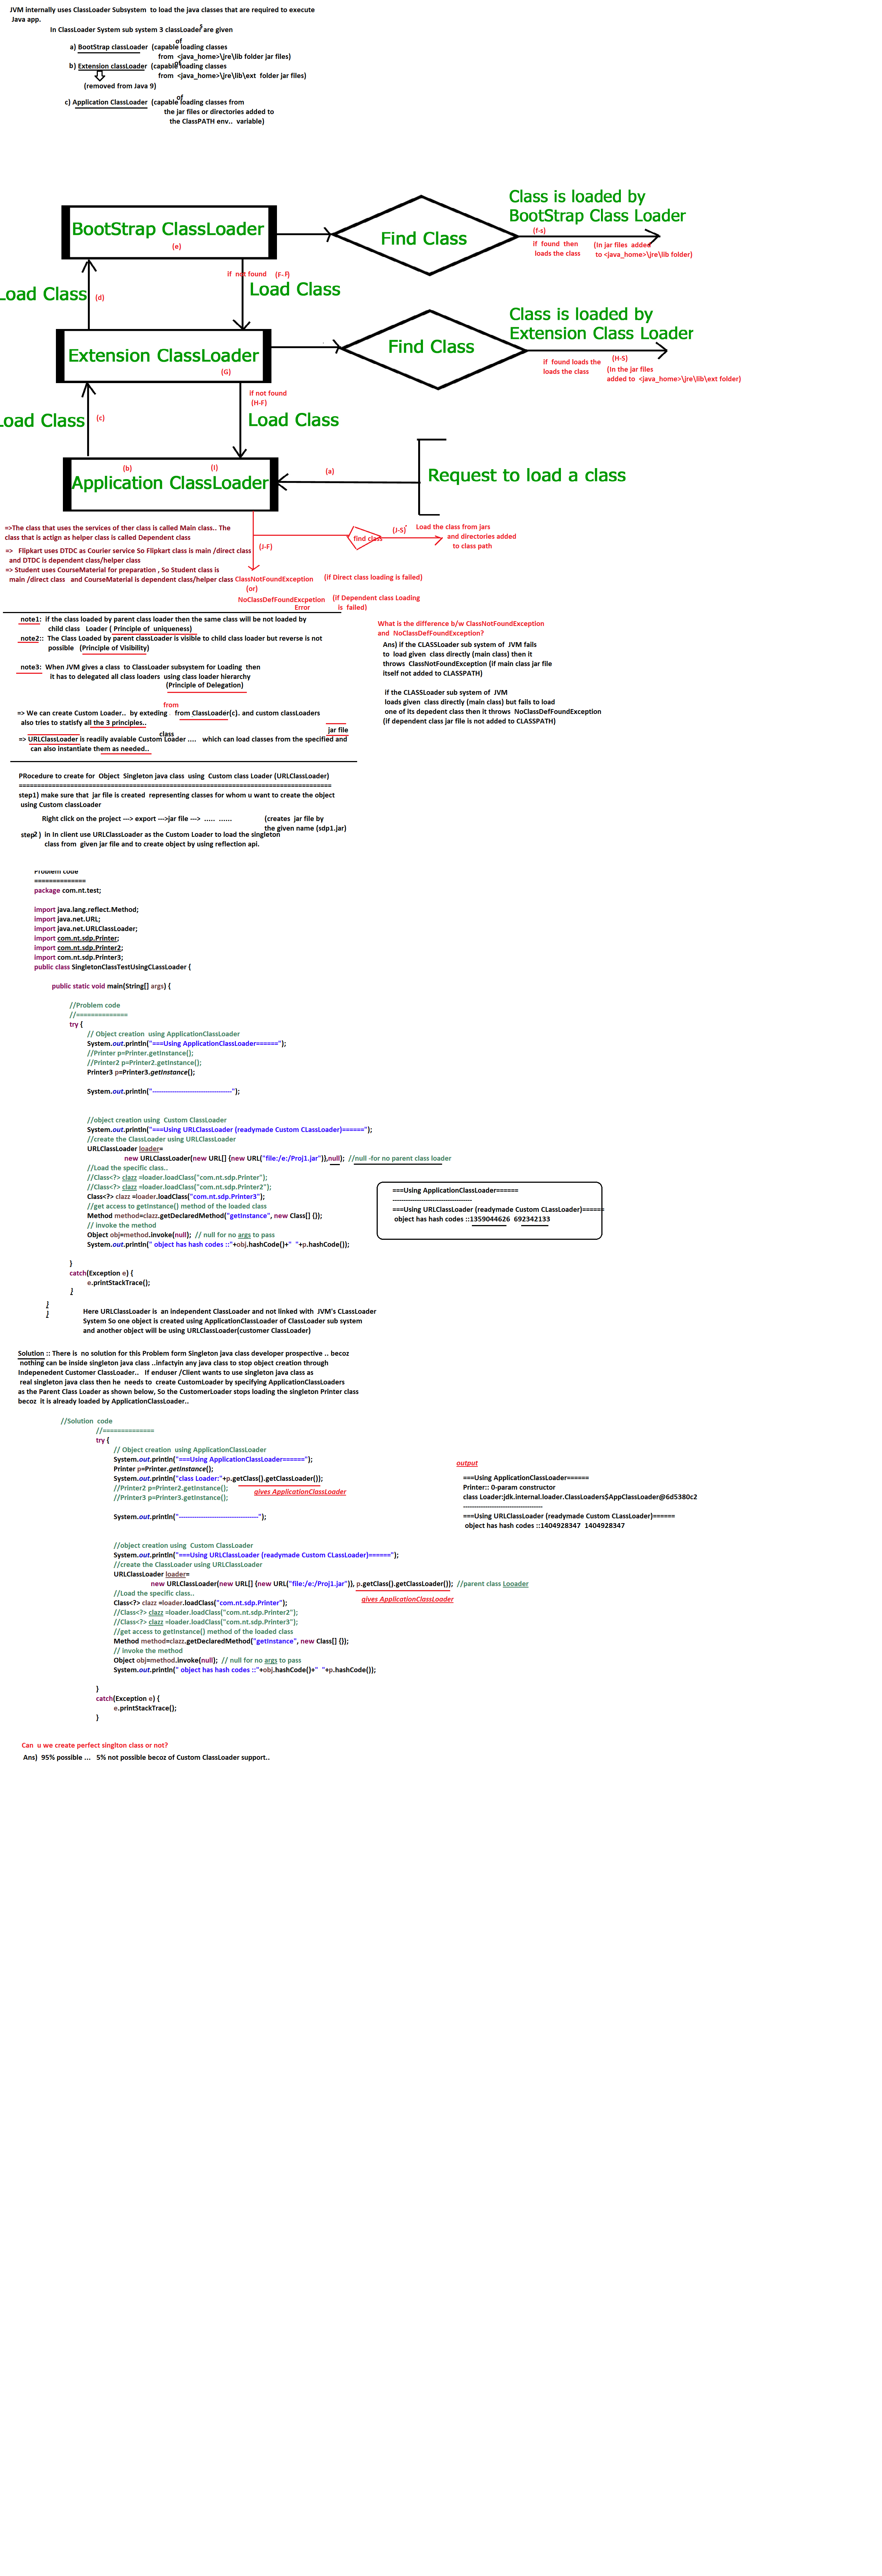 JVM internally uses ClassLoader Subsystem to load the java classes that are required to execute
Java app.
In ClassLoader System sub system 3 classLoader s are given
a) BootStrap classLoader (capable of loading classes
from <java_home>\jre\lib folder jar files)
b) Extension classLoader (capable of loading classes
from <java_home>\jre\lib\ext folder jar files)
(removed from Java 9)
c) Application ClassLoader (capable of loading classes from
the jar files or directories added to
the ClassPATH env.. variable)
BootStrap ClassLoader
(e)
Find Class
Class is loaded by
BootStrap Class Loader
(f-s)
if found then
loads the class
(In jar files added
to <java_home>\jre\lib folder)
if not found (F- F)
Load Class
Load Class
(d)
Extension ClassLoader
(G)
Find Class
Class is loaded by
Extension Class Loader
if found loads the
loads the class
(H-S)
(In the jar files
added to <java_home>\jre\lib\ext folder)
if not found
(H-F)
Load Class
Load Class
(c)
(b)
(I)
Application ClassLoader
(a)
Request to load a class
=>The class that uses the services of ther class is called Main class.. The
class that is actign as helper class is called Dependent class
=> Flipkart uses DTDC as Courier service So Flipkart class is main /direct class
and DTDC is dependent class/helper class
=> Student uses CourseMaterial for preparation , So Student class is
main /direct class and CourseMaterial is dependent class/helper class
(J-F)
find class
(J-S)
Load the class from jars
and directories added
to class path
ClassNotFoundException (if Direct class loading is failed)
(or)
NoClassDefFoundExcpetion (if Dependent class Loading
Error is failed)
note1: if the class loaded by parent class loader then the same class will not be loaded by
child class Loader ( Principle of uniqueness)
note2:: The Class Loaded by parent classLoader is visible to child class loader but reverse is not
possible (Principle of Visibility)
note3: When JVM gives a class to ClassLoader subsystem for Loading then
it has to delegated all class loaders using class loader hierarchy
(Principle of Delegation)
from
=> We can create Custom Loader.. by exteding from ClassLoader(c). and custom classLoaders
also tries to statisfy all the 3 principles..
class
jar file
=> URLClassLoader is readily avaiable Custom Loader .... which can load classes from the specified and
can also instantiate them as needed..
What is the difference b/w ClassNotFoundException
and NoClassDefFoundException?
Ans) if the CLASSLoader sub system of JVM fails
to load given class directly (main class) then it
throws ClassNotFoundException (if main class jar file
itself not added to CLASSPATH)
if the CLASSLoader sub system of JVM
loads given class directly (main class) but fails to load
one of its depedent class then it throws NoClassDefFoundException
(if dependent class jar file is not added to CLASSPATH)
PRocedure to create for Object Singleton java class using Custom class Loader (URLClassLoader)
===================================================================================
step1) make sure that jar file is created representing classes for whom u want to create the object
using Custom classLoader
Right click on the project ---> export --->jar file ---> ..... ...... (creates jar file by
the given name (sdp1.jar)
step2 ) in In client use URLClassLoader as the Custom Loader to load the singleton
class from given jar file and to create object by using reflection api.
Problem code
==============
package com.nt.test;
import java.lang.reflect.Method;
import java.net.URL;
import java.net.URLClassLoader;
import com.nt.sdp.Printer;
import com.nt.sdp.Printer2;
import com.nt.sdp.Printer3;
public class SingletonClassTestUsingCLassLoader {
public static void main(String[] args) {
//Problem code
//==============
try {
// Object creation using ApplicationClassLoader
System.out.println("===Using ApplicationCLassLoader======");
//Printer p=Printer.getInstance();
//Printer2 p=Printer2.getInstance();
Printer3 p=Printer3.getInstance();
System.out.println("------------------------------------");
//object creation using Custom ClassLoader
System.out.println("===Using URLClassLoader (readymade Custom CLassLoader)======");
//create the ClassLoader using URLClassLoader
URLClassLoader loader=
new URLClassLoader(new URL[] {new URL("file:/e:/Proj1.jar")},null); //null -for no parent class loader
//Load the specific class..
//Class<?> clazz =loader.loadClass("com.nt.sdp.Printer");
//Class<?> clazz =loader.loadClass("com.nt.sdp.Printer2");
Class<?> clazz =loader.loadClass("com.nt.sdp.Printer3");
//get access to getInstance() method of the loaded class
Method method=clazz.getDeclaredMethod("getInstance", new Class[] {});
// invoke the method
Object obj=method.invoke(null); // null for no args to pass
System.out.println(" object has hash codes ::"+obj.hashCode()+" "+p.hashCode());
}
catch(Exception e) {
e.printStackTrace();
}
}
}
===Using ApplicationCLassLoader======
------------------------------------
===Using URLClassLoader (readymade Custom CLassLoader)======
object has hash codes ::1359044626 692342133
Here URLClassLoader is an independent ClassLoader and not linked with JVM's CLassLoader
System So one object is created using ApplicationClassLoader of CLassLoader sub system
and another object will be using URLClassLoader(customer ClassLoader)
Solution :: There is no solution for this Problem form Singleton java class developer prospective .. becoz
nothing can be inside singleton java class ..infactyin any java class to stop object creation through
Indepenedent Customer ClassLoader.. If enduser /Client wants to use singleton java class as
real singleton java class then he needs to create CustomLoader by specifying ApplicationCLassLoaders
as the Parent Class Loader as shown below, So the CustomerLoader stops loading the singleton Printer class
becoz it is already loaded by ApplicationClassLoader..
//Solution code
//==============
try {
// Object creation using ApplicationClassLoader
System.out.println("===Using ApplicationCLassLoader======");
Printer p=Printer.getInstance();
System.out.println("class Loader:"+p.getClass().getClassLoader());
//Printer2 p=Printer2.getInstance();
//Printer3 p=Printer3.getInstance();
gives ApplicationClassLoader
System.out.println("------------------------------------");
//object creation using Custom ClassLoader
System.out.println("===Using URLClassLoader (readymade Custom CLassLoader)======");
//create the ClassLoader using URLClassLoader
URLClassLoader loader=
new URLClassLoader(new URL[] {new URL("file:/e:/Proj1.jar")}, p.getClass().getClassLoader()); //parent class Looader
gives ApplicationClassLoader
//Load the specific class..
Class<?> clazz =loader.loadClass("com.nt.sdp.Printer");
//Class<?> clazz =loader.loadClass("com.nt.sdp.Printer2");
//Class<?> clazz =loader.loadClass("com.nt.sdp.Printer3");
//get access to getInstance() method of the loaded class
Method method=clazz.getDeclaredMethod("getInstance", new Class[] {});
// invoke the method
Object obj=method.invoke(null); // null for no args to pass
System.out.println(" object has hash codes ::"+obj.hashCode()+" "+p.hashCode());
}
catch(Exception e) {
e.printStackTrace();
}
output
===Using ApplicationCLassLoader======
Printer:: 0-param constructor
class Loader:jdk.internal.loader.ClassLoaders$AppClassLoader@6d5380c2
------------------------------------
===Using URLClassLoader (readymade Custom CLassLoader)======
object has hash codes ::1404928347 1404928347
Can u we create perfect singlton class or not?
Ans) 95% possible ... 5% not possible becoz of Custom ClassLoader support..